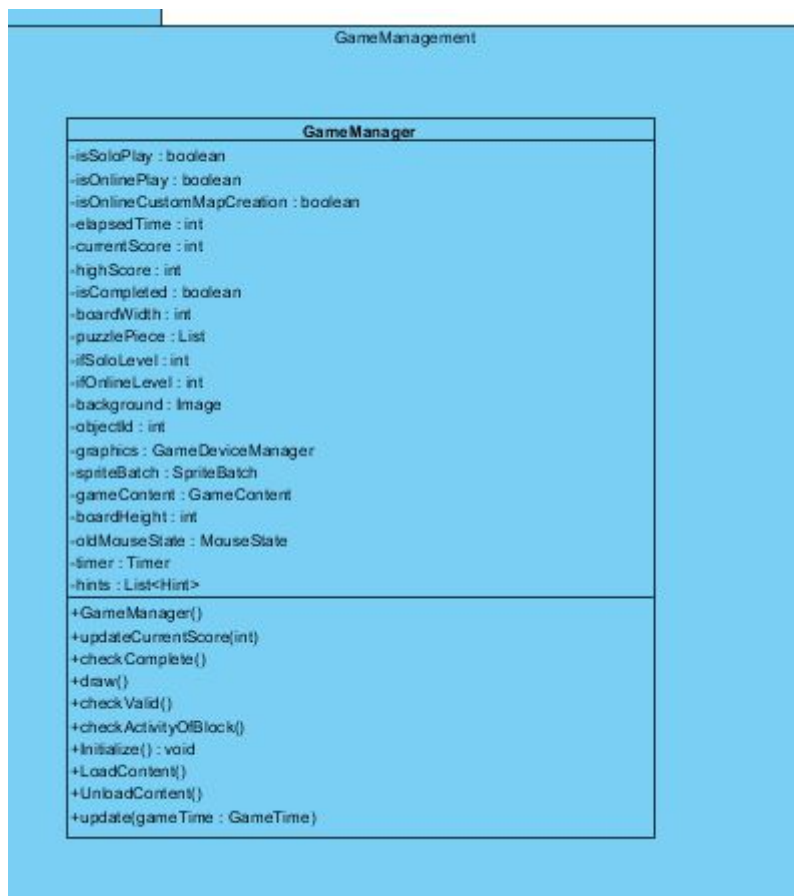 GameManagement
GameManager
-isSoloPlay : boolean
-isOnlinePlay : boolean
-isOnlineCustomMapCreation : boolean
-elapsedTime : int
-currentScore : int
-highScore : int
-isCompleted : boolean
-boardWidth : int
-puzzlePiece : List
-ifSoloLevel : int
-ifOnlineLevel : int
-background : Image
-objectId : int
-graphics : GameDeviceManager
-spriteBatch : SpriteBatch
-gameContent : GameContent
-boardHeight : int
-oldMouseState : MouseState
-timer : Timer
-hints : List<Hint>
+GameManager()
+updateCurrentScore(int)
+checkComplete()
+draw()
+checkValid()
+checkActivityOfBlock()
+Initialize() : void
+LoadContent()
+UnloadContent()
+update(gameTime : GameTime)